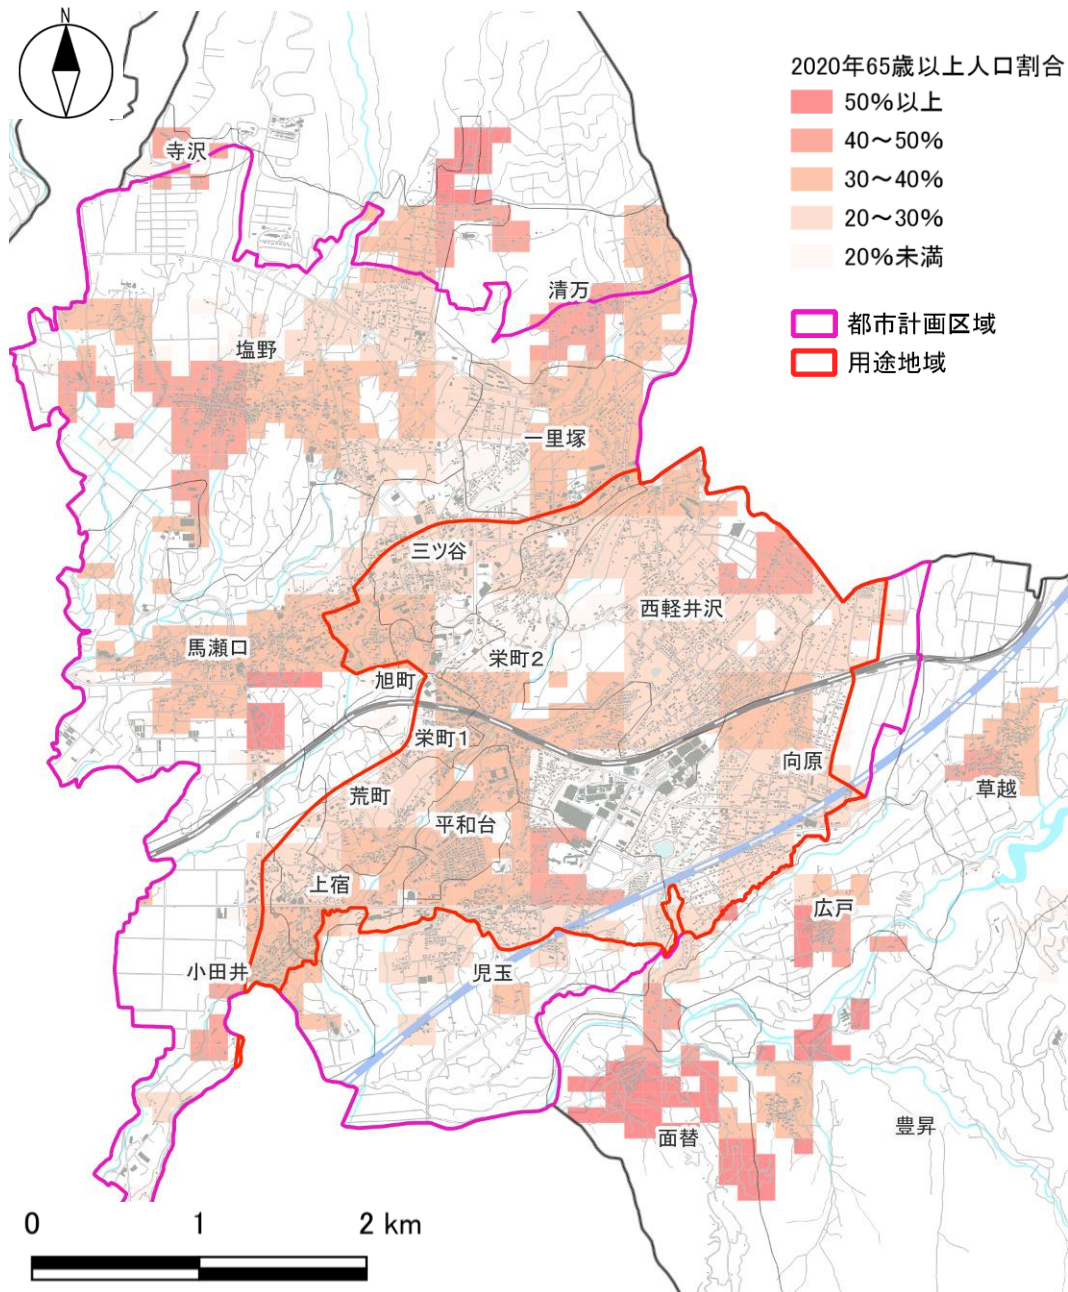 N
2020年65歳以上人口割合
50%以上
40～50%
30～40%
20～30%
20%未満
都市計画区域
用途地域
寺沢
清万
塩野
一里塚
三ツ谷
西軽井沢
馬瀬口
栄町2
旭町
栄町1
向原
草越
荒町
平和台
上宿
広戸
小田井
児玉
面替
豊昇
0 1 2 km